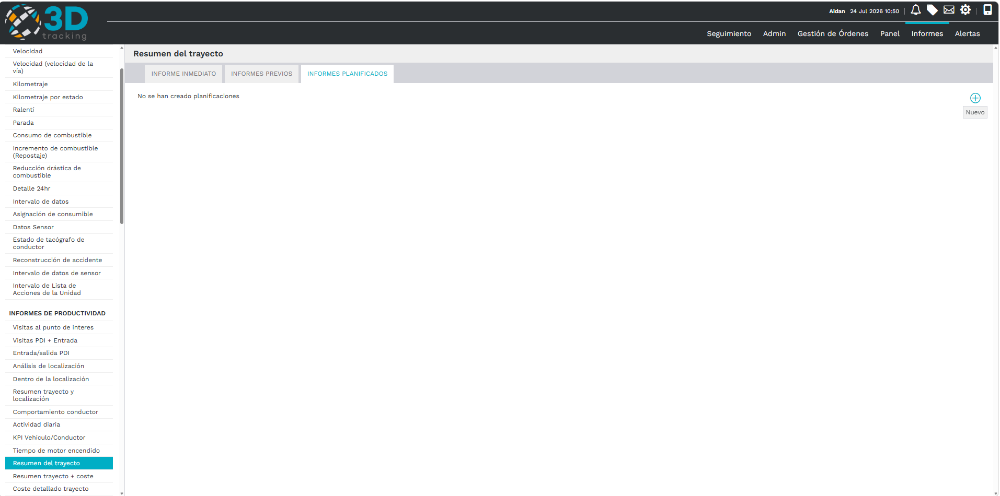 3D
tracking
Aidan 24 Jul 2026 10:50
Seguimiento Admin Gestión de Órdenes Panel Informes Alertas
Velocidad
Velocidad (velocidad de la
vía)
Kilometraje
Kilometraje por estado
Ralentí
Parada
Consumo de combustible
Incremento de combustible
(Repostaje)
Reducción drástica de
combustible
Detalle 24hr
Intervalo de datos
Asignación de consumible
Datos Sensor
Estado de tacógrafo de
conductor
Reconstrucción de accidente
Intervalo de datos de sensor
Intervalo de Lista de
Acciones de la Unidad
INFORMES DE PRODUCTIVIDAD
Visitas al punto de interes
Visitas PDI + Entrada
Entrada/salida PDI
Análisis de localización
Dentro de la localización
Resumen trayecto y
localización
Comportamiento conductor
Actividad diaria
KPI Vehículo/Conductor
Tiempo de motor encendido
Resumen del trayecto
Resumen trayecto + coste
Coste detallado trayecto
Resumen del trayecto
INFORME INMEDIATO INFORMES PREVIOS INFORMES PLANIFICADOS
No se han creado planificaciones
Nuevo